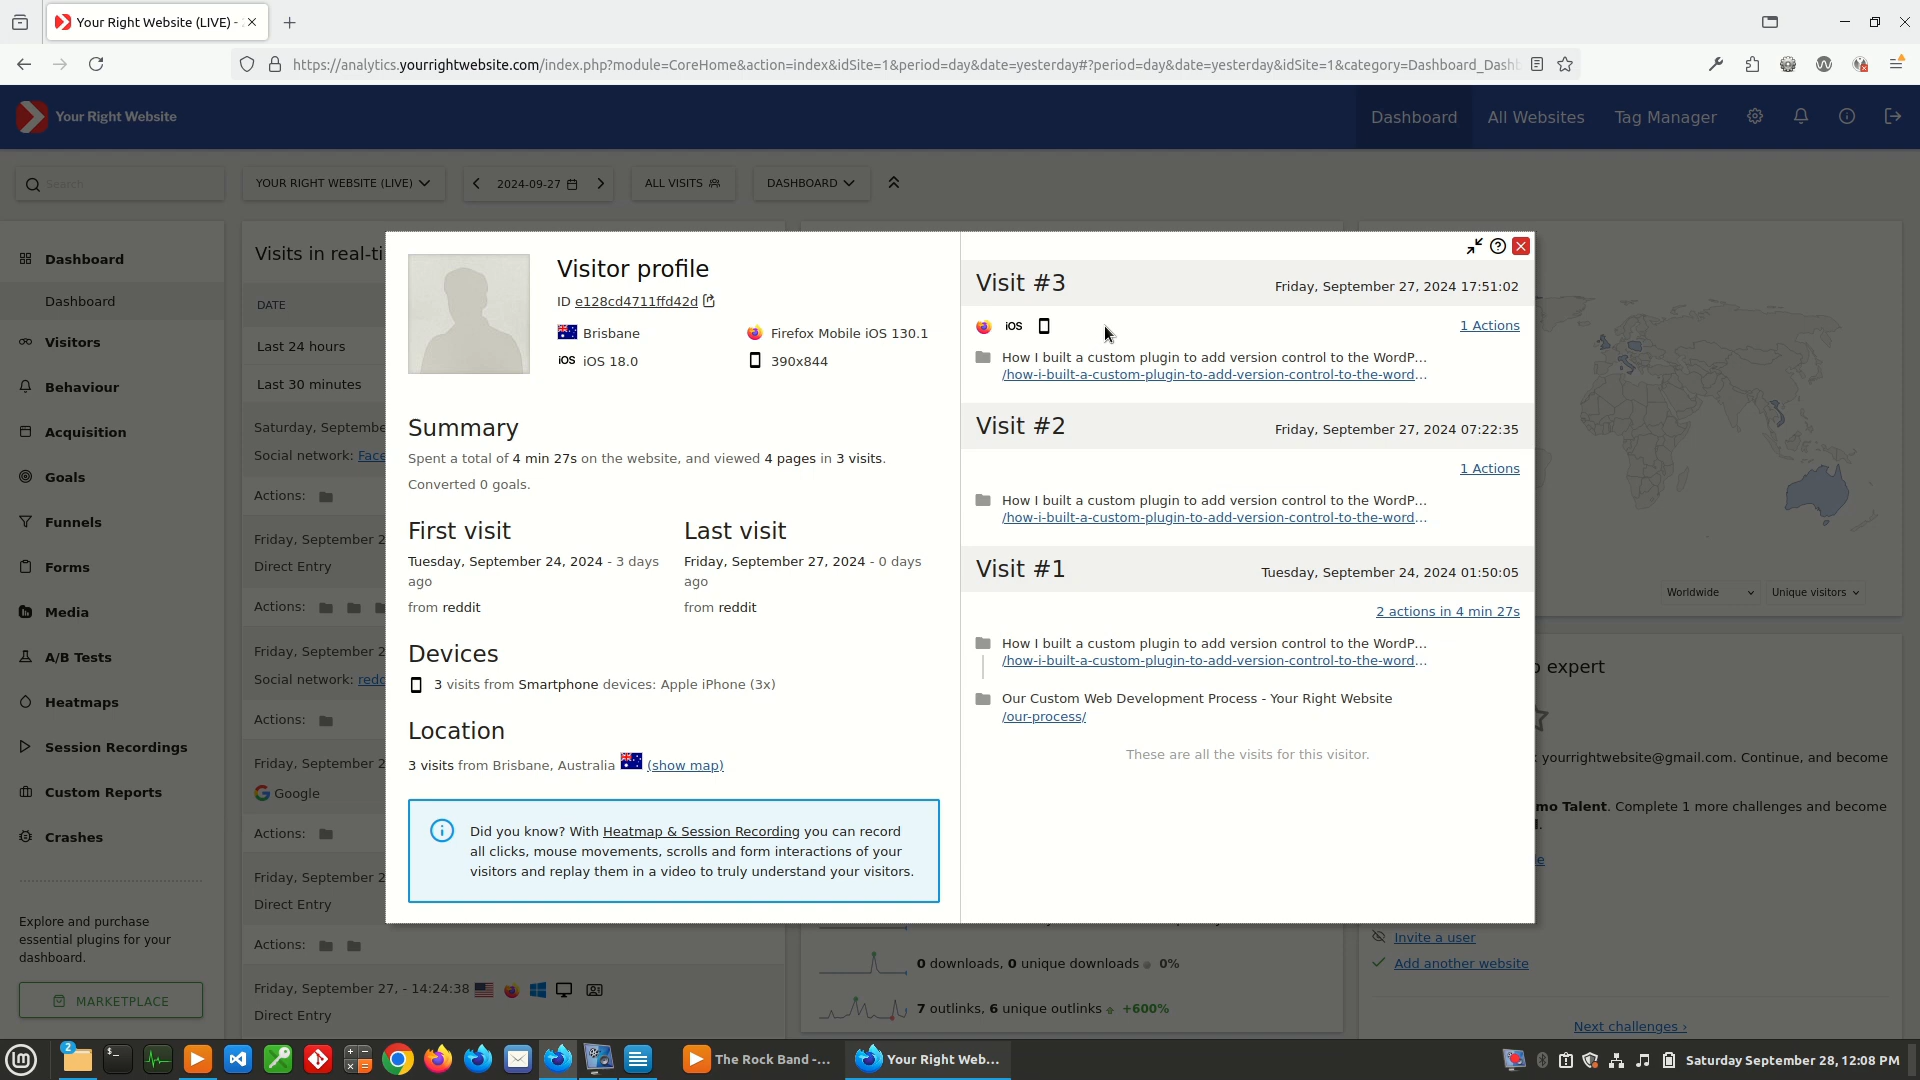 Your Right Website (LIVE) -
https://analytics.yourrightwebsite.com/index.php?module=CoreHome&action=index&idSite=1&period=day&date=yesterday#?period=day&date=yesterday&idSite=1&category=Dashboard_Dashb
Your Right Website
Dashboard
All Websites
Tag Manager
Search
YOUR RIGHT WEBSITE (LIVE)
2024-09-27
ALL VISITS
DASHBOARD
Dashboard
Dashboard
Visitors
Behaviour
Acquisition
Goals
Funnels
Forms
Media
A/B Tests
Heatmaps
Session Recordings
Custom Reports
Crashes
Explore and purchase
essential plugins for your
dashboard.
MARKETPLACE
Visits in real-ti
DATE
Last 24 hours
Last 30 minutes
Saturday, Septembe
Social network: Face
Actions:
Friday, September 2
Direct Entry
Actions:
Friday, September 2
Social network: redd
Actions:
Friday, September 2
Google
Actions:
Friday, September 2
Direct Entry
Actions:
Friday, September 27, - 14:24:38
Direct Entry
Visitor profile
ID e128cd4711ffd42d
Brisbane
Firefox Mobile iOS 130.1
iOS iOS 18.0
390x844
Summary
Spent a total of 4 min 27s on the website, and viewed 4 pages in 3 visits.
Converted 0 goals.
First visit
Tuesday, September 24, 2024 - 3 days
ago
from reddit
Last visit
Friday, September 27, 2024 - 0 days
ago
from reddit
Devices
3 visits from Smartphone devices: Apple iPhone (3x)
Location
3 visits from Brisbane, Australia (show map)
Did you know? With Heatmap & Session Recording you can record
all clicks, mouse movements, scrolls and form interactions of your
visitors and replay them in a video to truly understand your visitors.
Visit #3
Friday, September 27, 2024 17:51:02
iOS
1 Actions
How I built a custom plugin to add version control to the WordP...
/how-i-built-a-custom-plugin-to-add-version-control-to-the-word...
Visit #2
Friday, September 27, 2024 07:22:35
1 Actions
How I built a custom plugin to add version control to the WordP...
/how-i-built-a-custom-plugin-to-add-version-control-to-the-word...
Visit #1
Tuesday, September 24, 2024 01:50:05
2 actions in 4 min 27s
How I built a custom plugin to add version control to the WordP...
/how-i-built-a-custom-plugin-to-add-version-control-to-the-word...
Our Custom Web Development Process - Your Right Website
/our-process/
These are all the visits for this visitor.
0 downloads, 0 unique downloads 0%
7 outlinks, 6 unique outlinks +600%
Worldwide
Unique visitors
o expert
yourrightwebsite@gmail.com. Continue, and become
mo Talent. Complete 1 more challenges and become
Invite a user
Add another website
Next challenges ›
2
The Rock Band -...
Your Right Web...
Saturday September 28, 12:08 PM